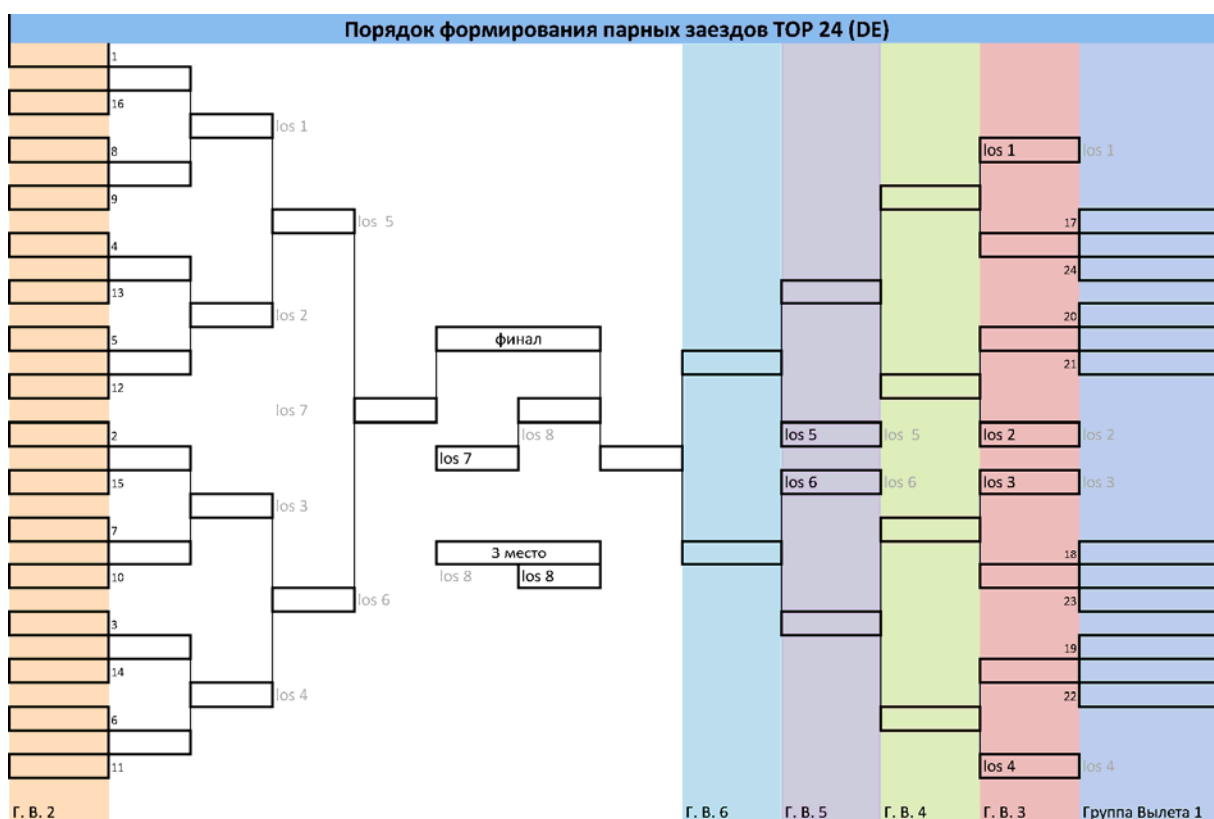 Порядок формирования парных заездов TOP 24 (DE)
1
16
los 1
8
los 1
los 1
9
los 5
17
4
24
13
los 2
20
5
финал
21
12
los 7
2
los 8
los 5
los 5
los 2
los 2
los 7
15
los 6
los 6
los 3
los 3
los 3
7
18
3 место
10
los 8
los 8
23
los 6
3
19
14
22
los 4
6
11
los 4
los 4
Г. В. 2
Г. В. 6
Г. В. 5
Г. В. 4
Г. В. 3
Группа Вылета 1